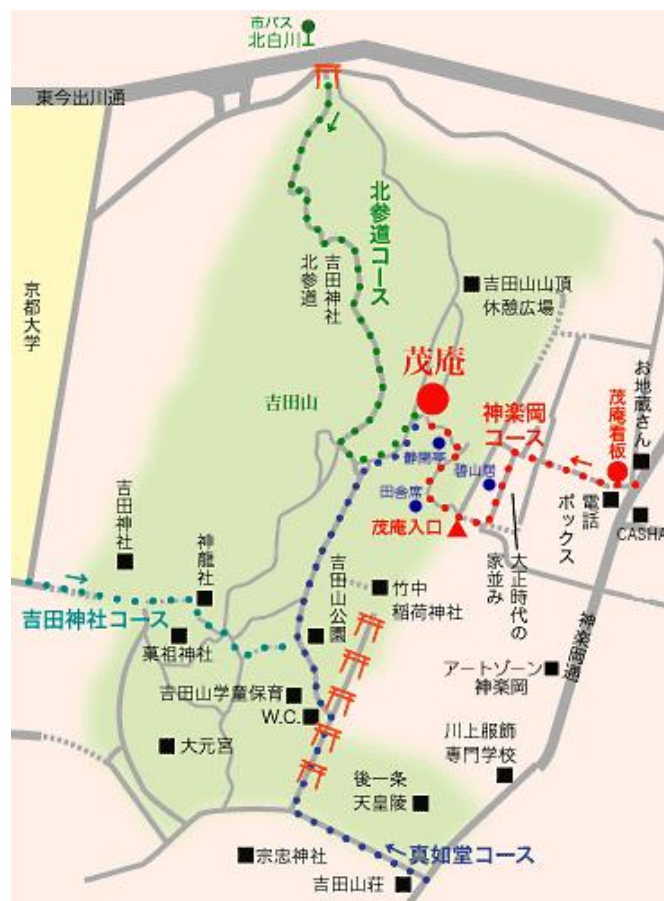 市バス
北白川
東今出川通
北参道コース
吉田神社
北参道
京都大学
吉田山山頂
休憩広場
茂庵
お地蔵さん
茂庵看板
神楽岡
コース
吉田山
静閑亭
碧山居
田舎席
電話
ボックス
茂庵入口
CASHA
大正時代の
家並み
吉田神社
神龍社
吉田山公園
竹中
稲荷神社
吉田神社コース
菓祖神社
神楽岡通
アートゾーン
神楽岡
吉田山学童保育
W.C.
川上服飾
専門学校
大元宮
後一条
天皇陵
真如堂コース
宗忠神社
吉田山荘